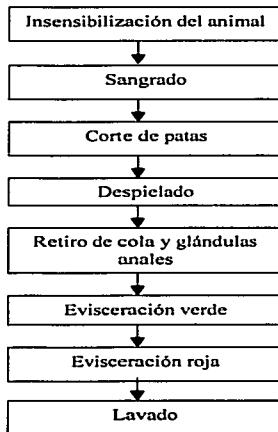 Insensibilización del animal
Sangrado
Corte de patas
Despielado
Retiro de cola y glándulas
anales
Evisceración verde
Evisceración roja
Lavado